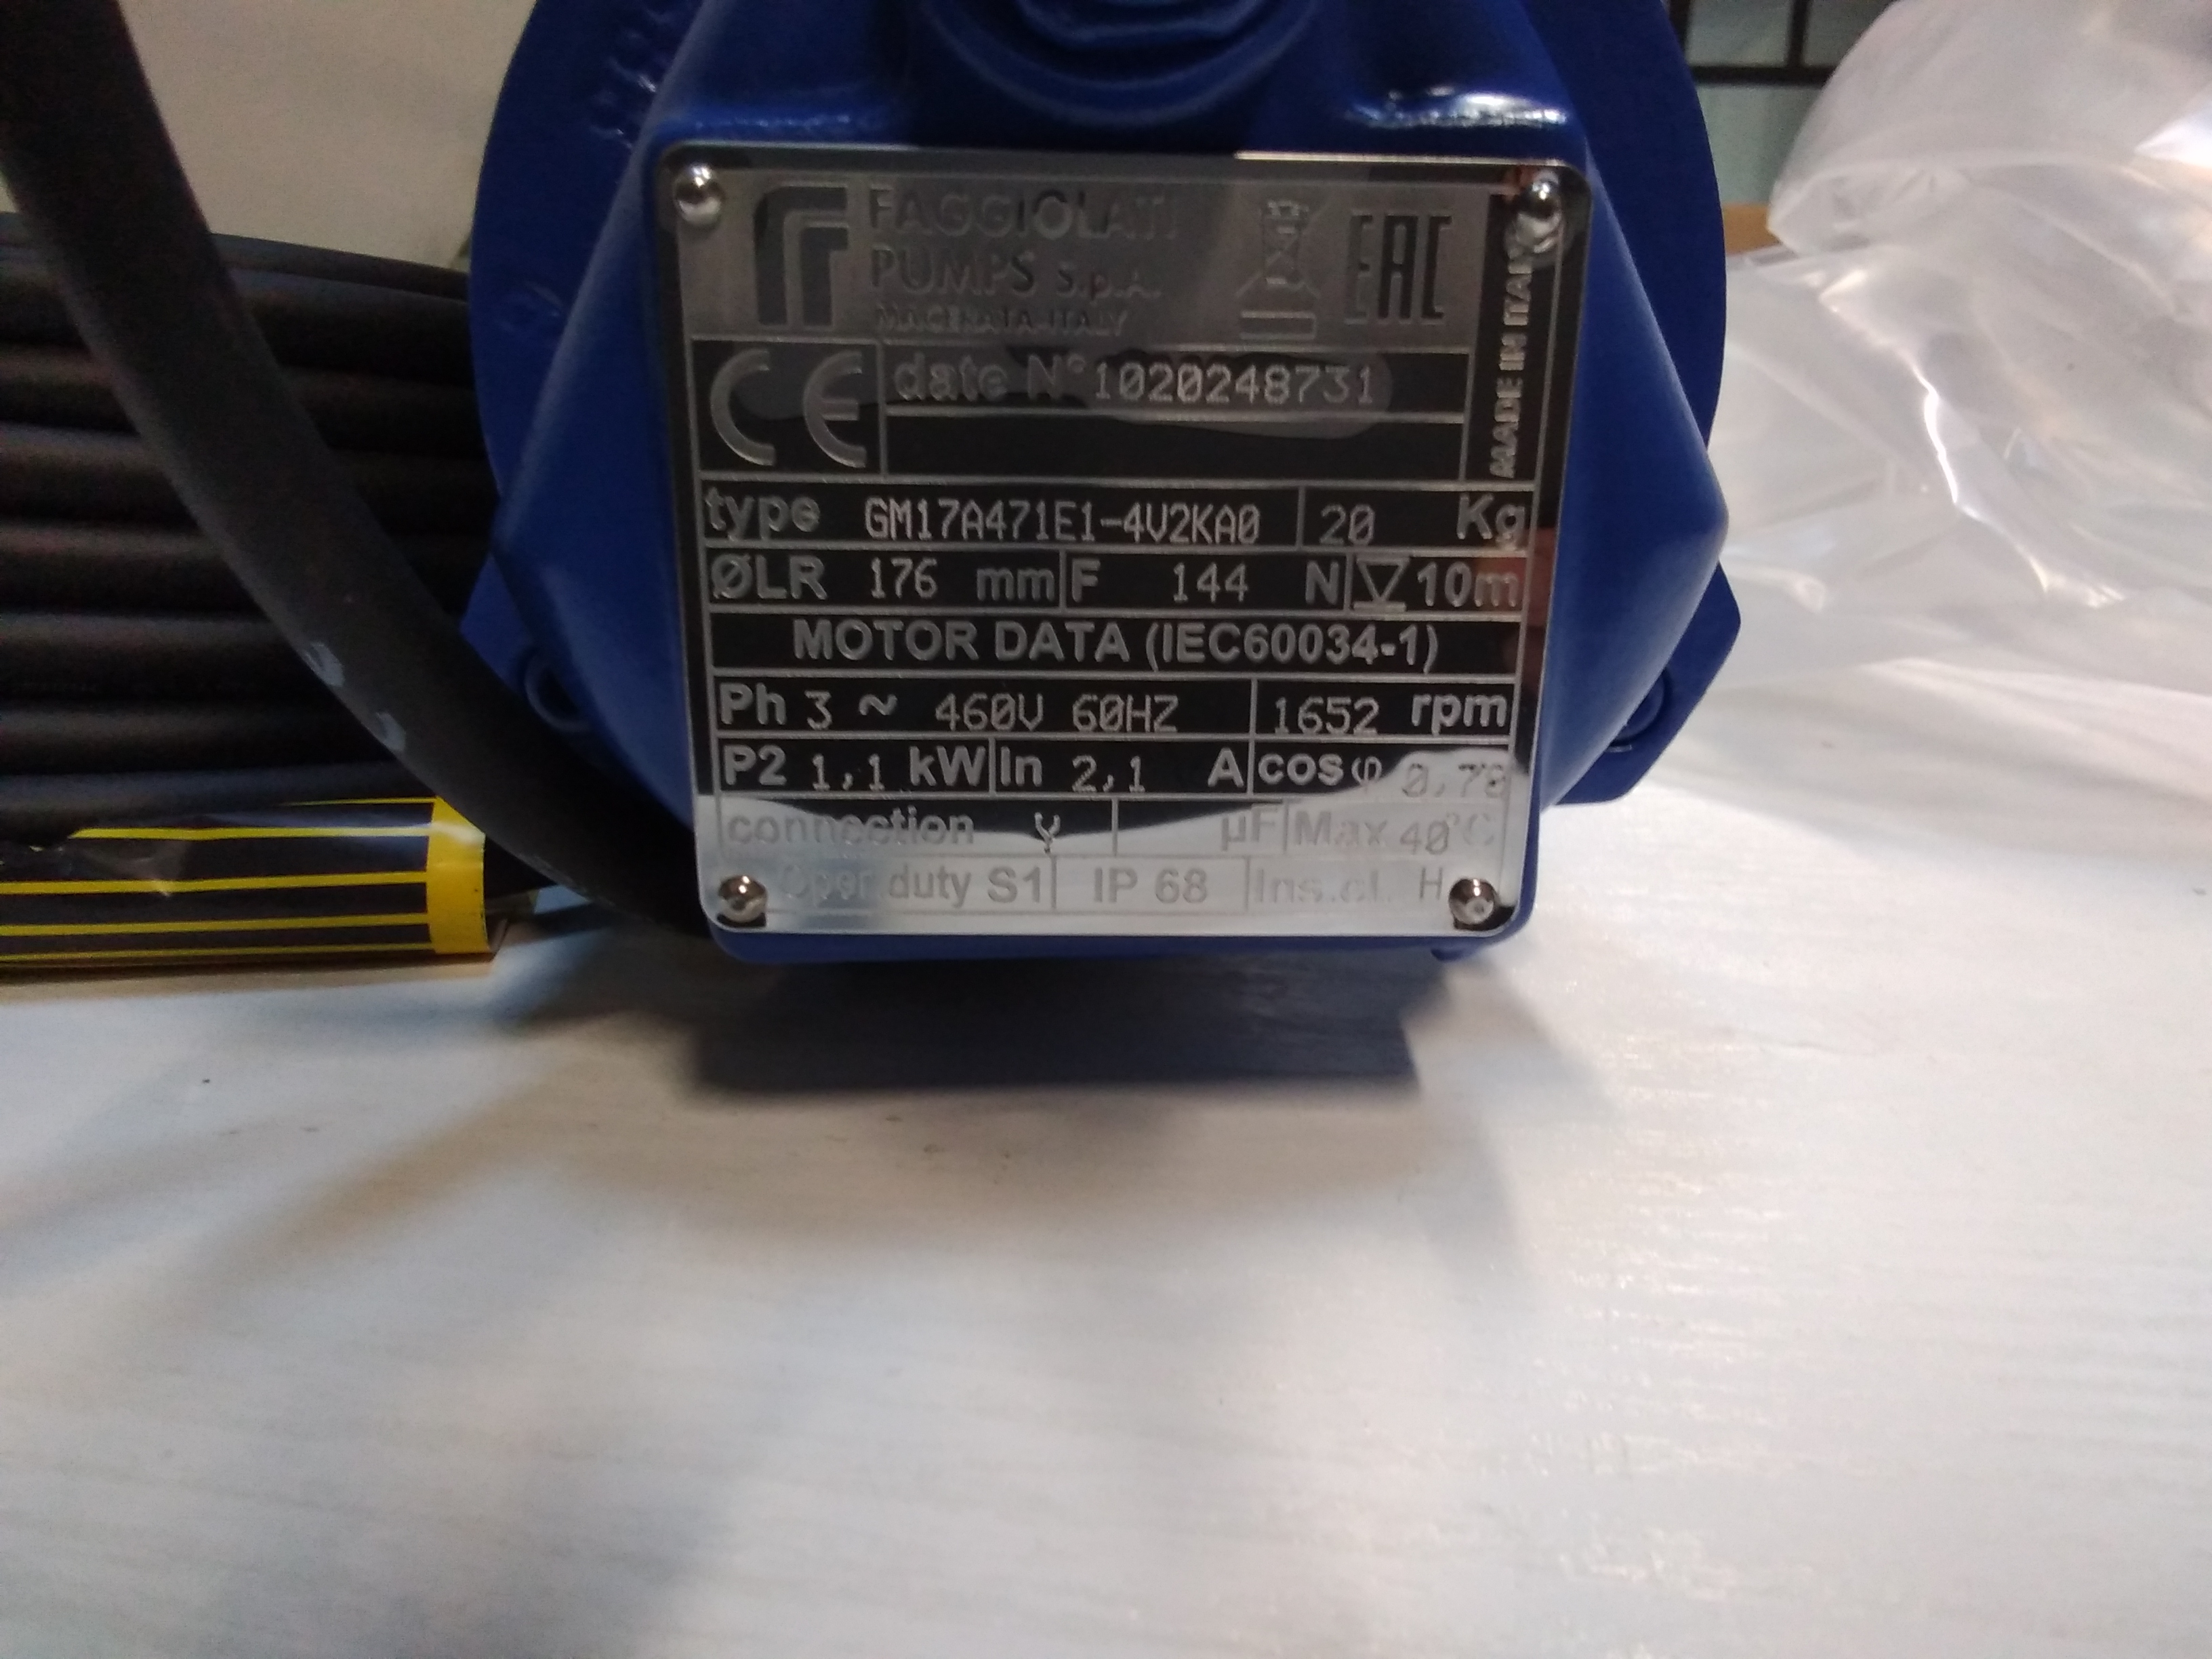 FAGGIOLATI
PUMPS S.p.A.
MACERATA-ITALY
EAC
MADE IN ITALY
CE
date N° 1020248731
type GM17A471E1-4V2KA0 20 Kg
ØLR 176 mm F 144 N 10m
MOTOR DATA (IEC60034-1)
Ph 3 ~ 460V 60HZ 1652 rpm
P2 1,1 kW In 2,1 A cosφ
connection Y µF Max 40°C
Oper. duty S1 IP 68 Ins.cl. H